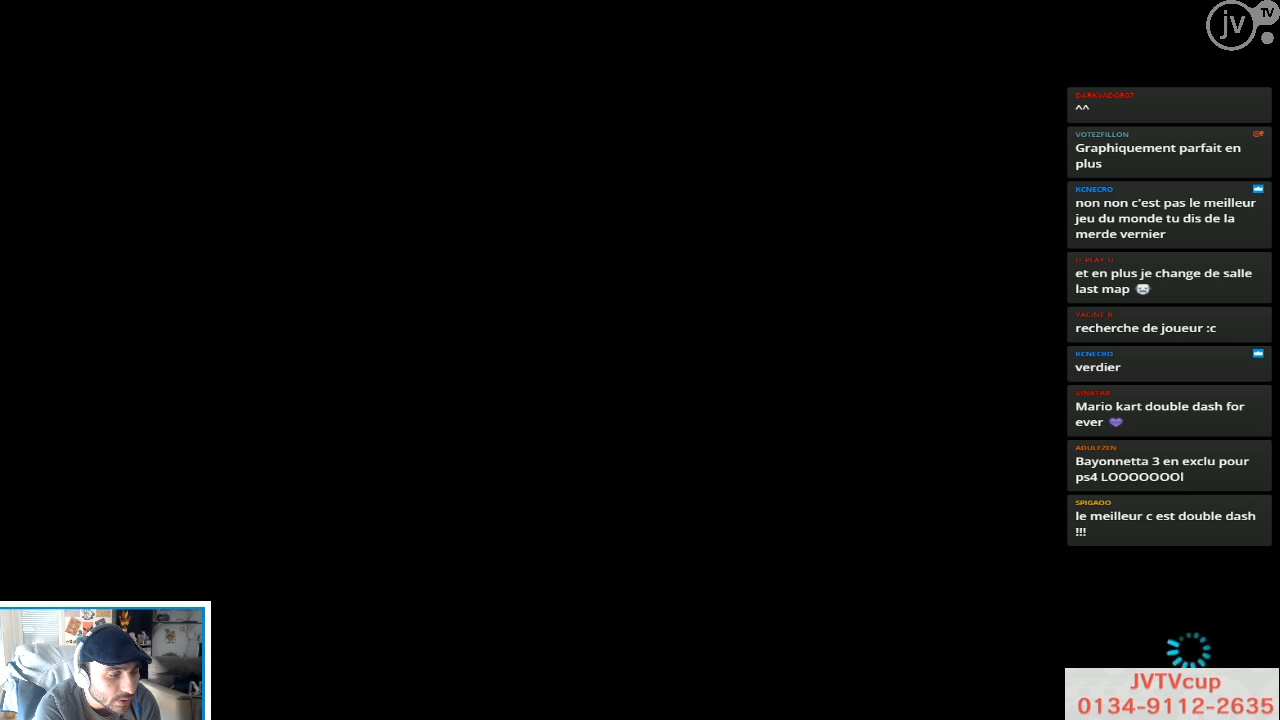 jv TV
DARKVADOR07
^^
VOTEZFILLON
Graphiquement parfait en
plus
KCNECRO
non non c'est pas le meilleur
jeu du monde tu dis de la
merde vernier
U PLAY U
et en plus je change de salle
last map
YACINE B
recherche de joueur :c
KCNECRO
verdier
VINATAR
Mario kart double dash for
ever
ADULFZEN
Bayonnetta 3 en exclu pour
ps4 LOOOOOOOl
SPIGAOO
le meilleur c est double dash
!!!
JVTVcup
0134-9112-2635